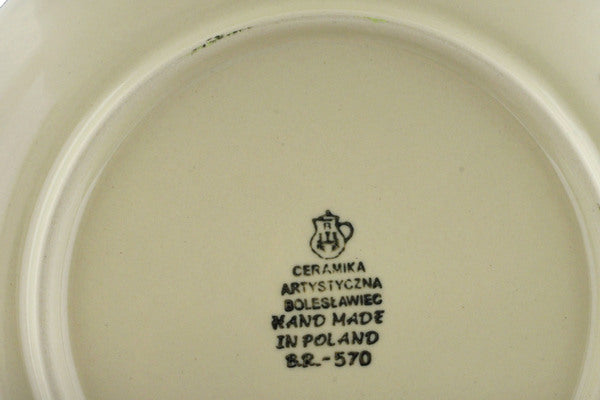 CERAMIKA
ARTYSTYCZNA
BOLESŁAWIEC
HAND MADE
IN POLAND
B.R.-570